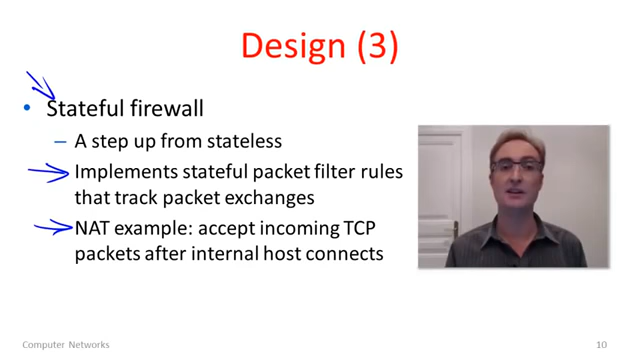 Design (3)
• Stateful firewall
– A step up from stateless
Implements stateful packet filter rules
that track packet exchanges
NAT example: accept incoming TCP
packets after internal host connects
Computer Networks
10